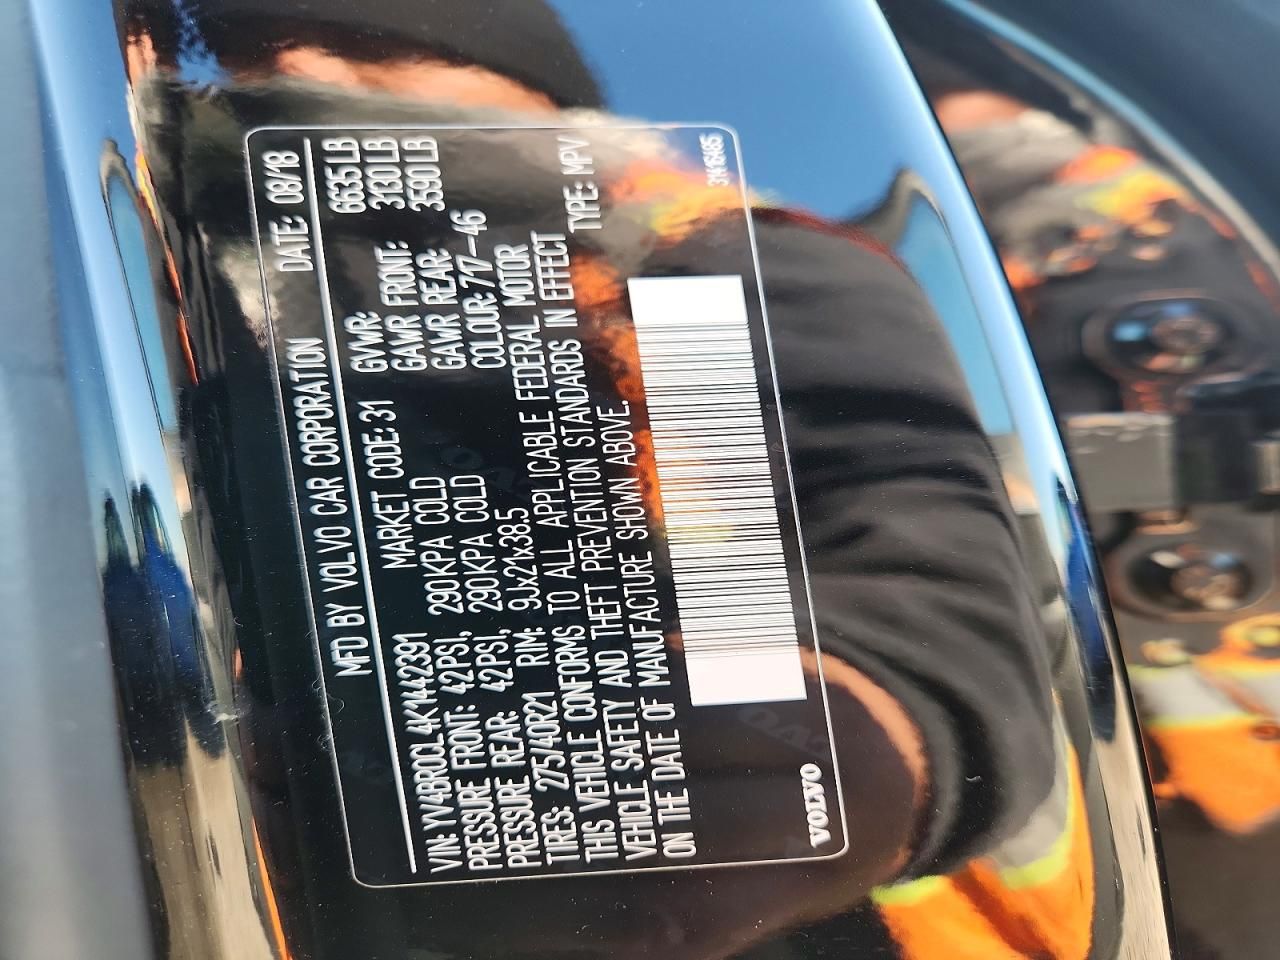 MFD BY VOLVO CAR CORPORATION DATE: 08/18
VIN: YV4BR0CL4K1442391 MARKET CODE: 31 GVWR: 6635 LB
PRESSURE FRONT: 42PSI, 290KPA COLD GAWR FRONT: 3130 LB
PRESSURE REAR: 42PSI, 290KPA COLD GAWR REAR: 3590 LB
TIRES: 275/40R21 RIM: 9Jx21x38.5 COLOUR: 717-46
THIS VEHICLE CONFORMS TO ALL APPLICABLE FEDERAL MOTOR
VEHICLE SAFETY AND THEFT PREVENTION STANDARDS IN EFFECT
ON THE DATE OF MANUFACTURE SHOWN ABOVE. TYPE: MPV
VOLVO 31416485